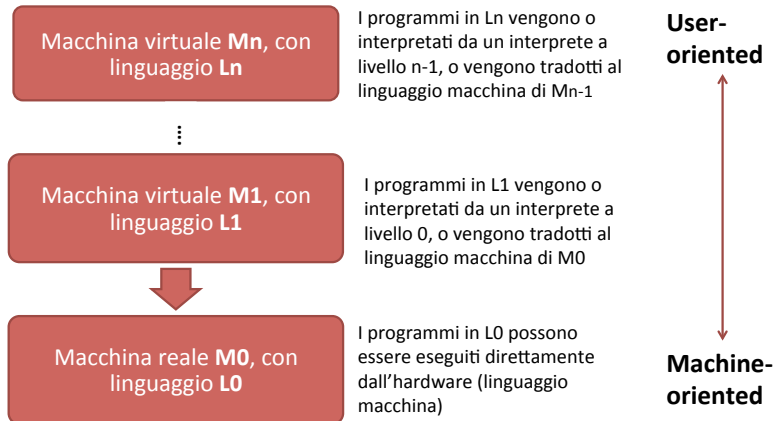 Macchina virtuale Mn, con
linguaggio Ln
I programmi in Ln vengono o
interpretati da un interprete a
livello n-1, o vengono tradotti al
linguaggio macchina di Mn-1
User-
oriented
...
Macchina virtuale M1, con
linguaggio L1
I programmi in L1 vengono o
interpretati da un interprete a
livello 0, o vengono tradotti al
linguaggio macchina di M0
Macchina reale M0, con
linguaggio L0
I programmi in L0 possono
essere eseguiti direttamente
dall'hardware (linguaggio
macchina)
Machine-
oriented